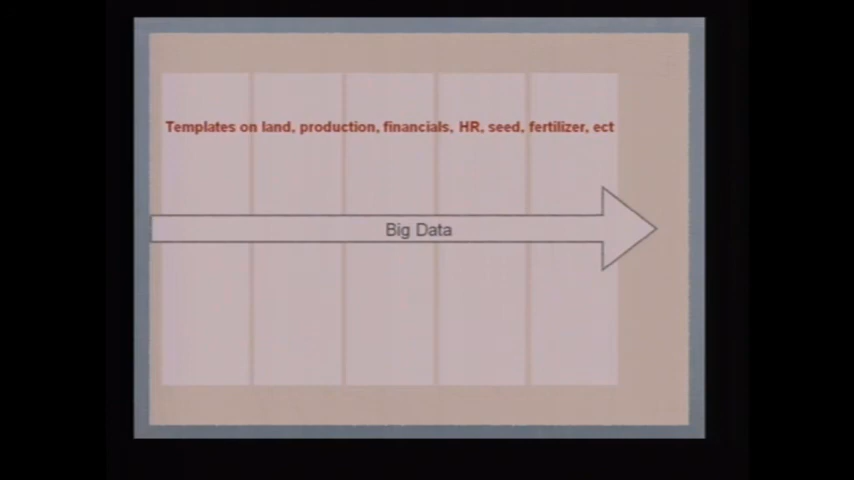 Templates on land, production, financials, HR, seed, fertilizer, ect
Big Data